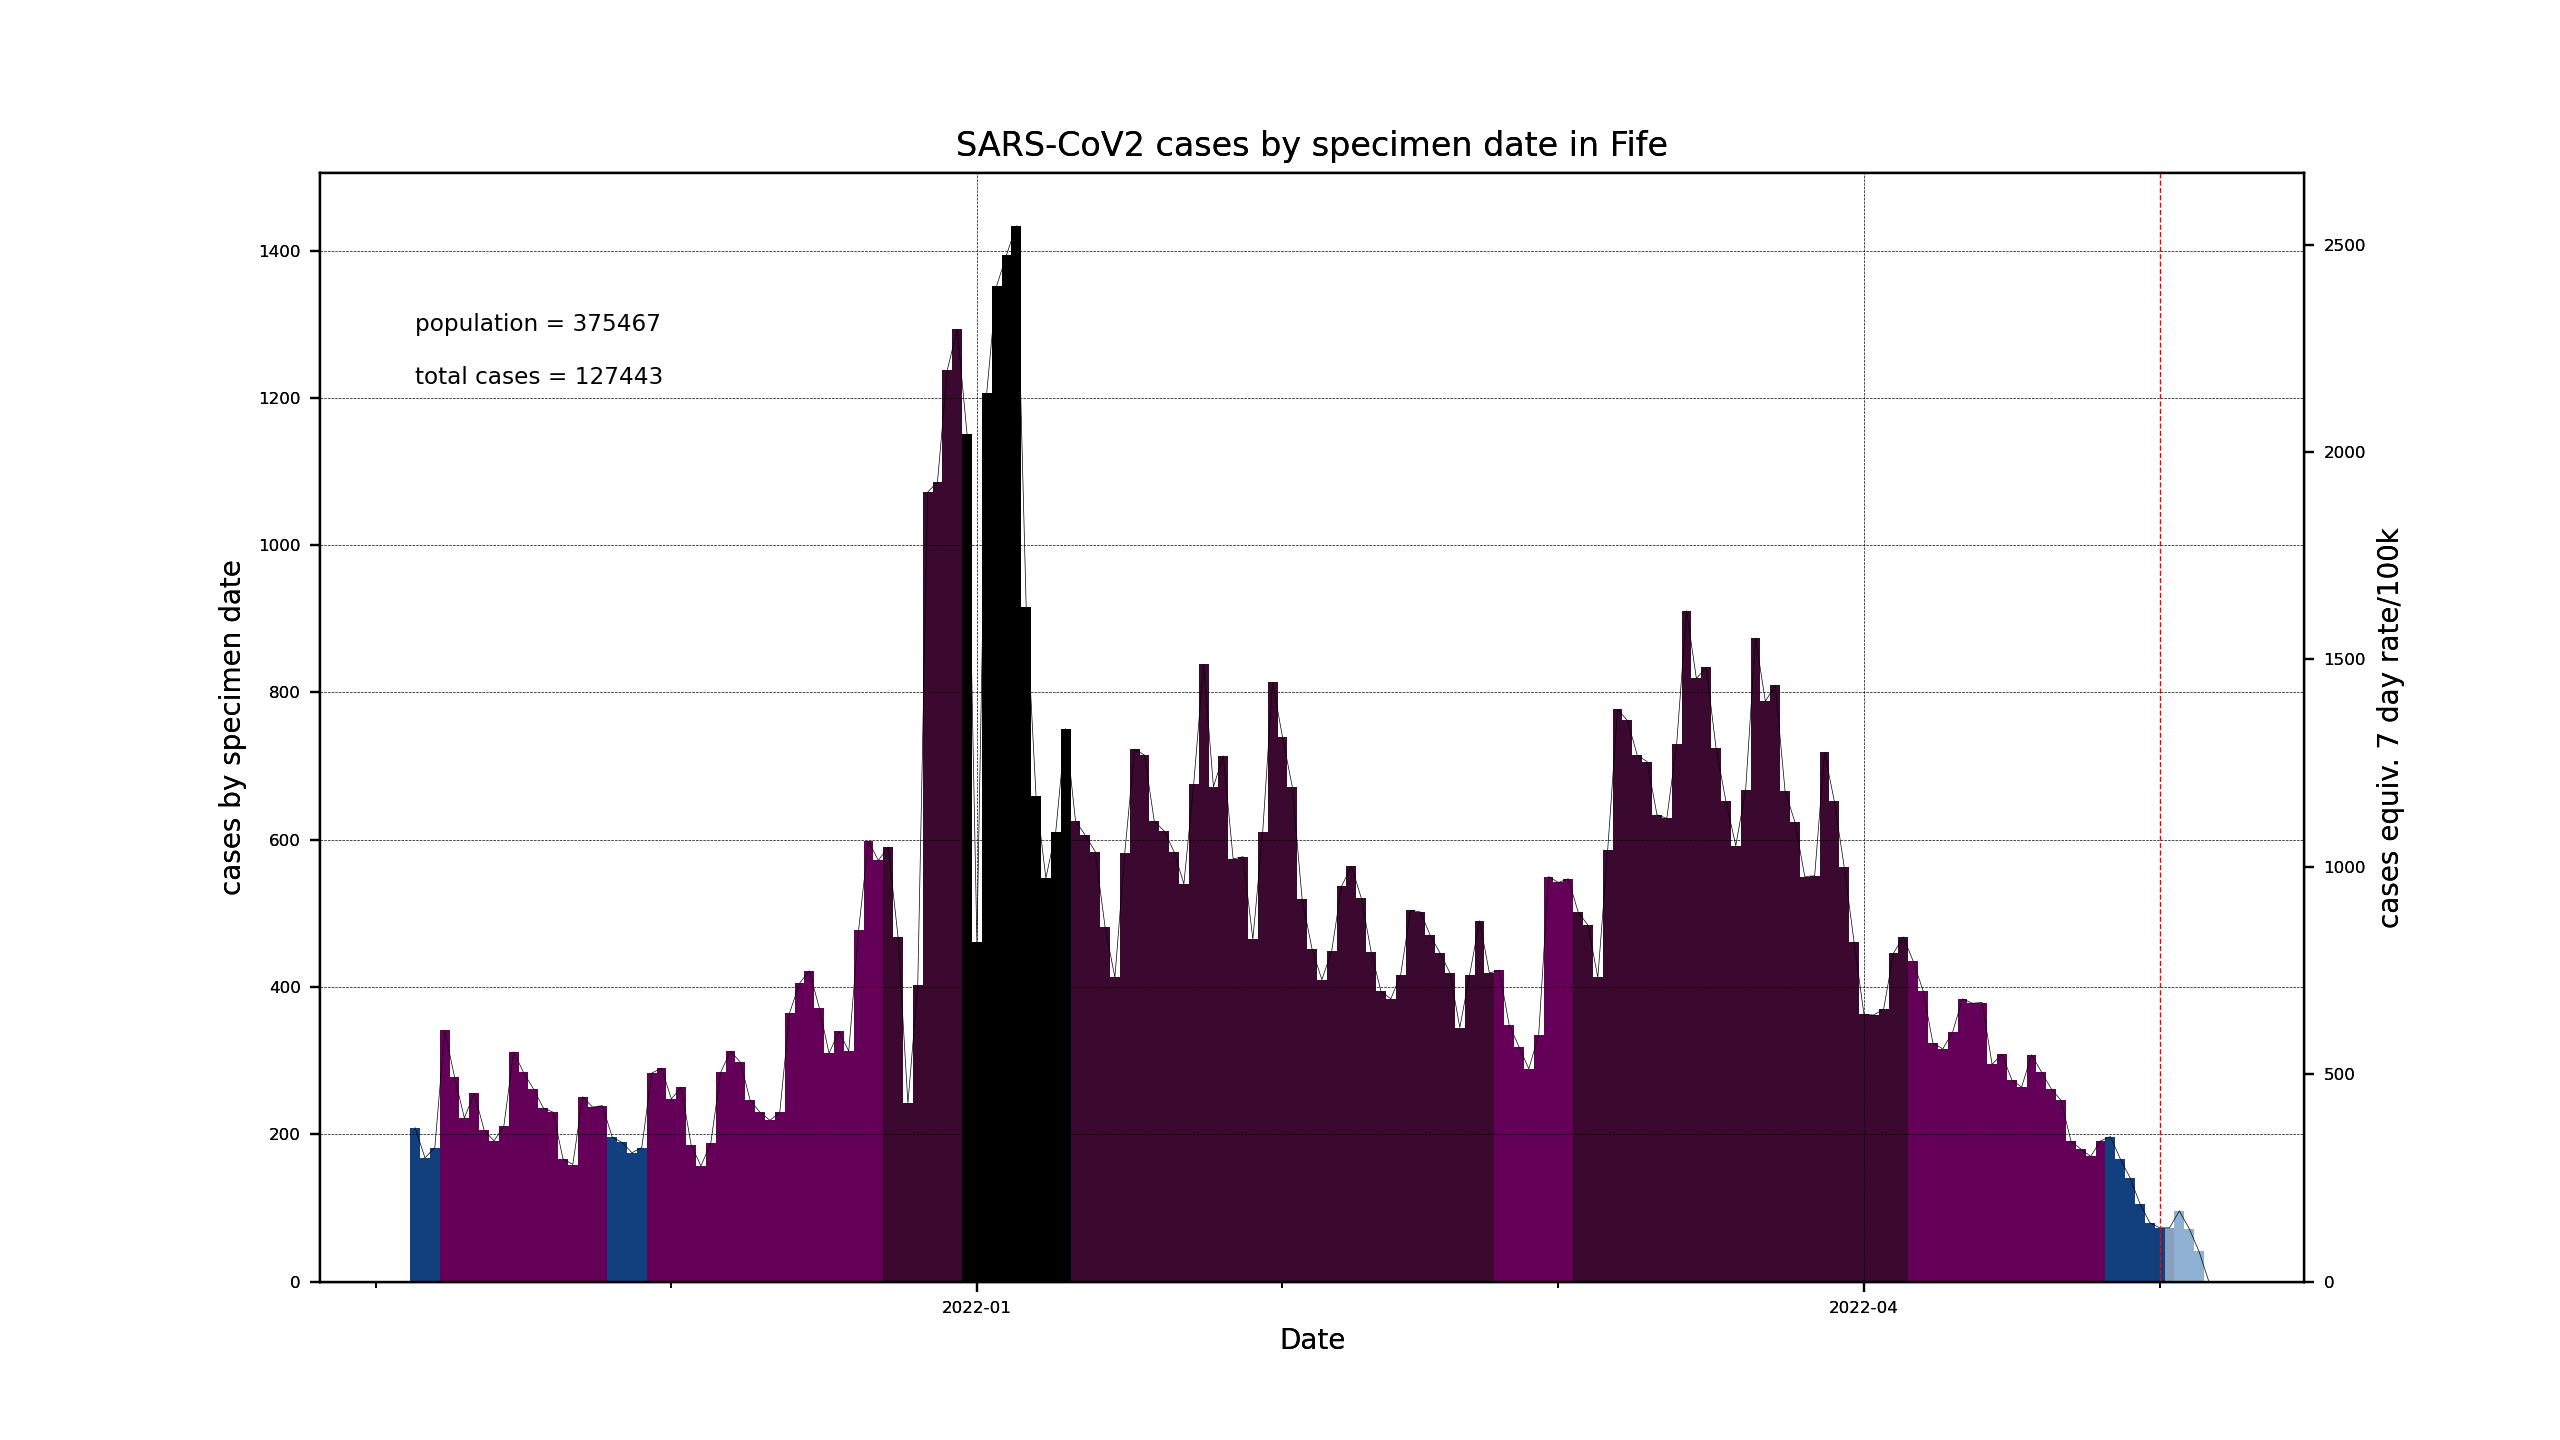 SARS-CoV2 cases by specimen date in Fife
population = 375467
total cases = 127443
cases by specimen date
1400
1200
1000
800
600
400
200
0
2500
2000
1500
1000
500
0
cases equiv. 7 day rate/100k
2022-01
2022-04
Date